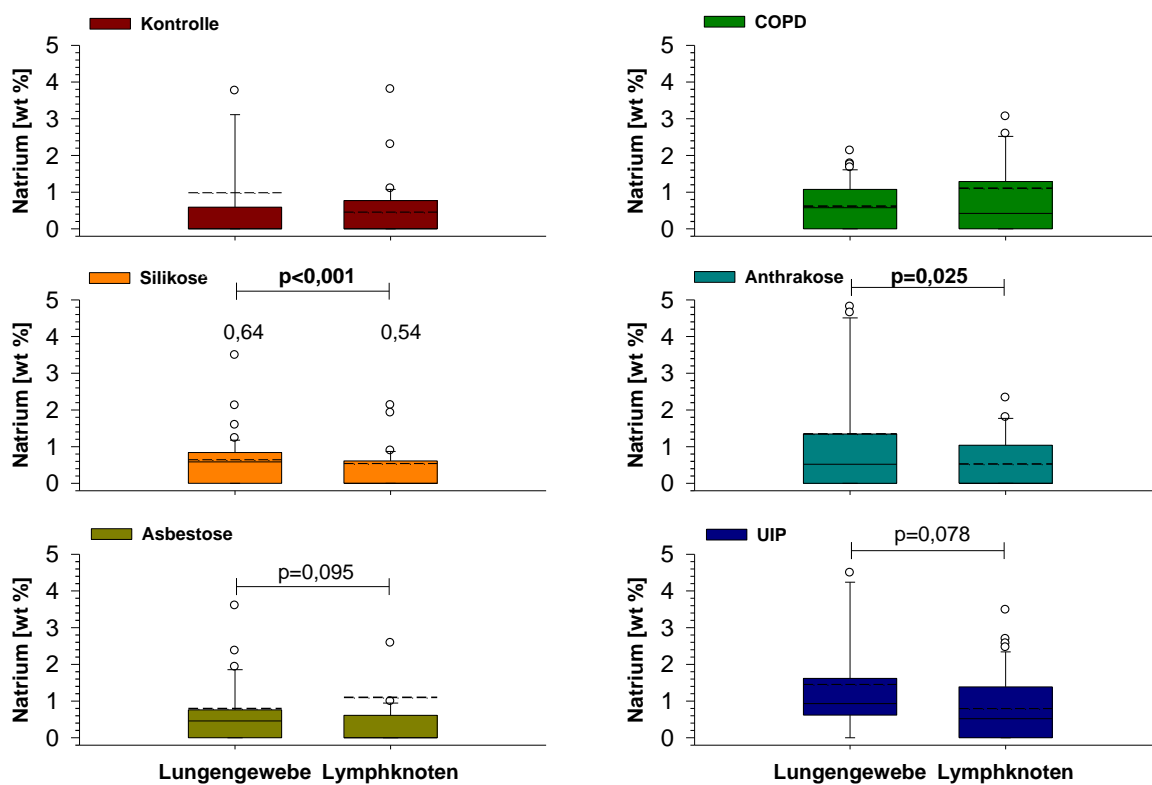 Kontrolle
Natrium [wt %]
5
4
3
2
1
0
COPD
Natrium [wt %]
5
4
3
2
1
0
Silikose
p<0,001
0,64 0,54
Natrium [wt %]
5
4
3
2
1
0
Anthrakose
p=0,025
Natrium [wt %]
5
4
3
2
1
0
Asbestose
p=0,095
Natrium [wt %]
5
4
3
2
1
0
Lungengewebe Lymphknoten
UIP
p=0,078
Natrium [wt %]
5
4
3
2
1
0
Lungengewebe Lymphknoten